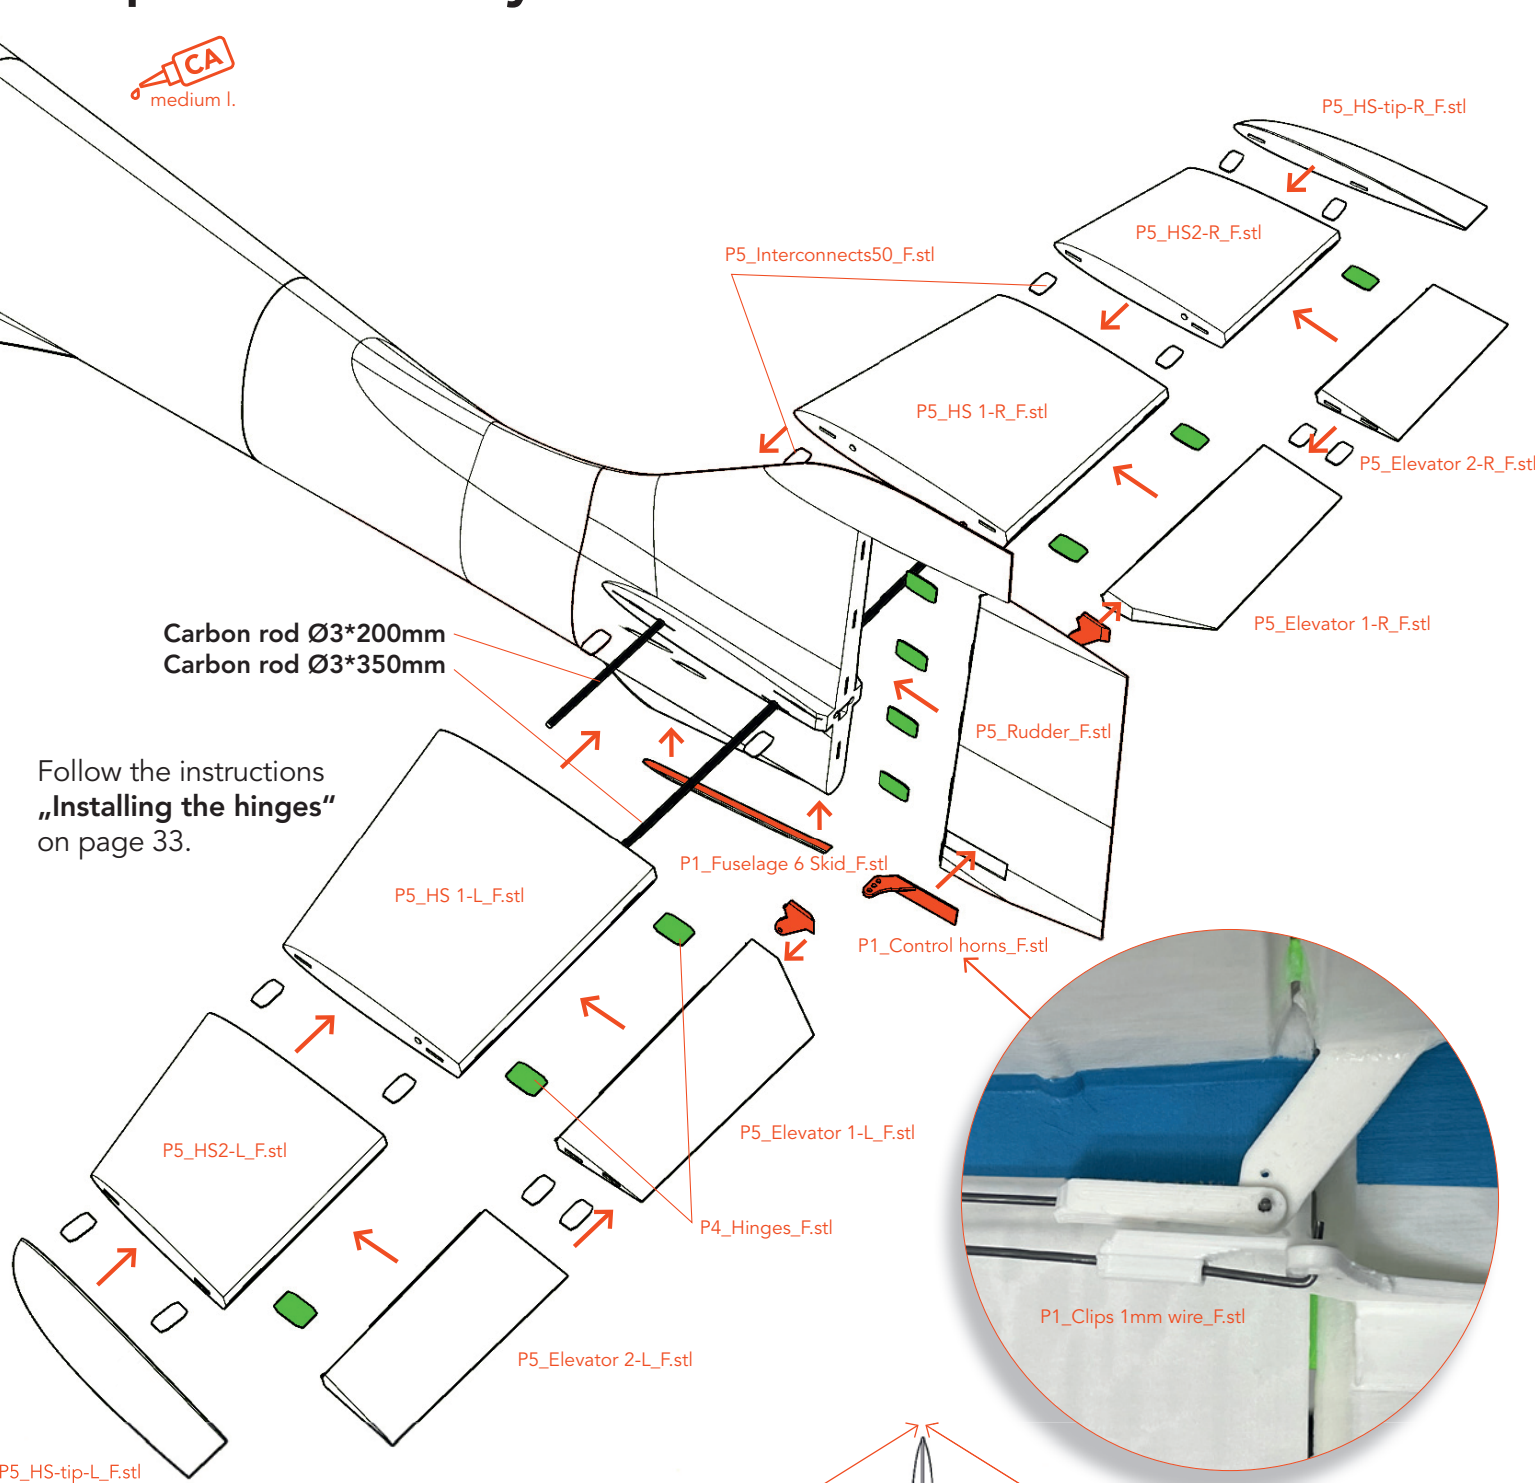 CA
medium l.
P5_HS-tip-R_F.stl
P5_HS2-R_F.stl
P5_Interconnects50_F.stl
P5_HS 1-R_F.stl
P5_Elevator 2-R_F.stl
P5_Elevator 1-R_F.stl
Carbon rod Ø3*200mm
Carbon rod Ø3*350mm
P5_Rudder_F.stl
Follow the instructions
„Installing the hinges“
on page 33.
P1_Fuselage 6 Skid_F.stl
P5_HS 1-L_F.stl
P1_Control horns_F.stl
P5_Elevator 1-L_F.stl
P5_HS2-L_F.stl
P4_Hinges_F.stl
P1_Clips 1mm wire_F.stl
P5_Elevator 2-L_F.stl
P5_HS-tip-L_F.stl